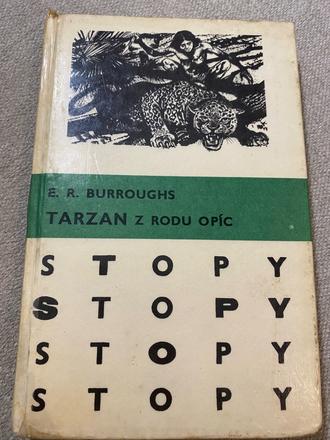 E. R. BURROUGHS
TARZAN Z RODU OPÍC
STOPY
STOPY
STOPY
STOPY